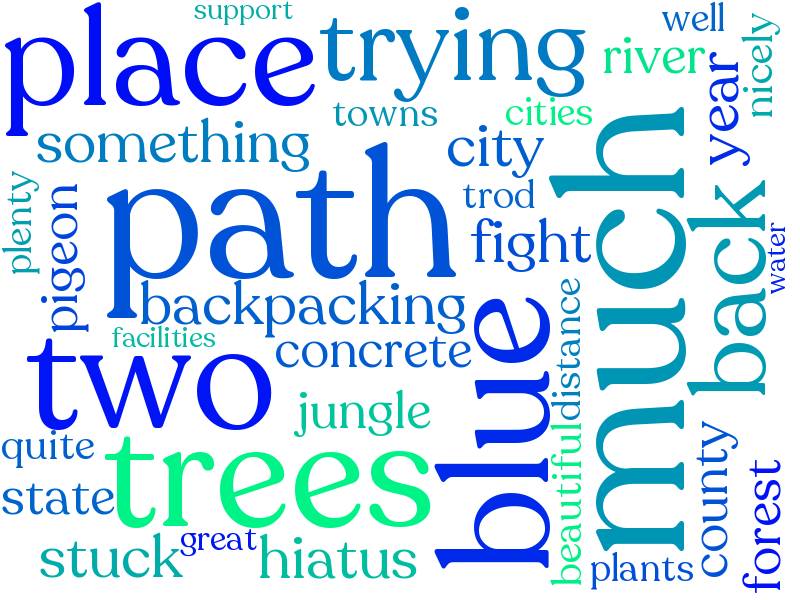 support
well
place
trying
river
year
nicely
towns
cities
something
city
much
path
trod
back
plenty
pigeon
fight
water
backpacking
distance
facilities
concrete
blue
two
jungle
quite
trees
beautiful
county
state
forest
stuck
great
hiatus
plants